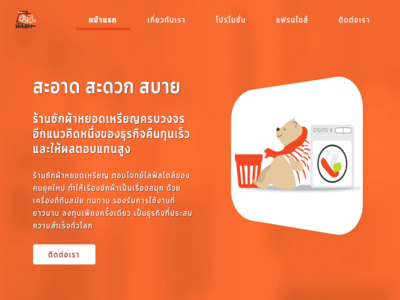 หน้าแรก
เกี่ยวกับเรา
โปรโมชั่น
แฟรนไชส์
ติดต่อเรา
สะอาด สะดวก สบาย
ร้านซักผ้าหยอดเหรียญครบวงจร
อีกแนวคิดหนึ่งของธุรกิจคืนทุนเร็ว
และให้ผลตอบแทนสูง
ร้านซักผ้าหยอดเหรียญ ตอบโจทย์ไลฟ์สไตล์ของ
คนยุคใหม่ ทำให้เรื่องซักผ้าเป็นเรื่องสนุก ด้วย
เครื่องที่ทันสมัย ทนทาน รองรับการใช้งานที่
ยาวนาน ลงทุนเพียงครั้งเดียว เป็นธุรกิจที่ประสบ
ความสำเร็จทั่วโลก
ติดต่อเรา